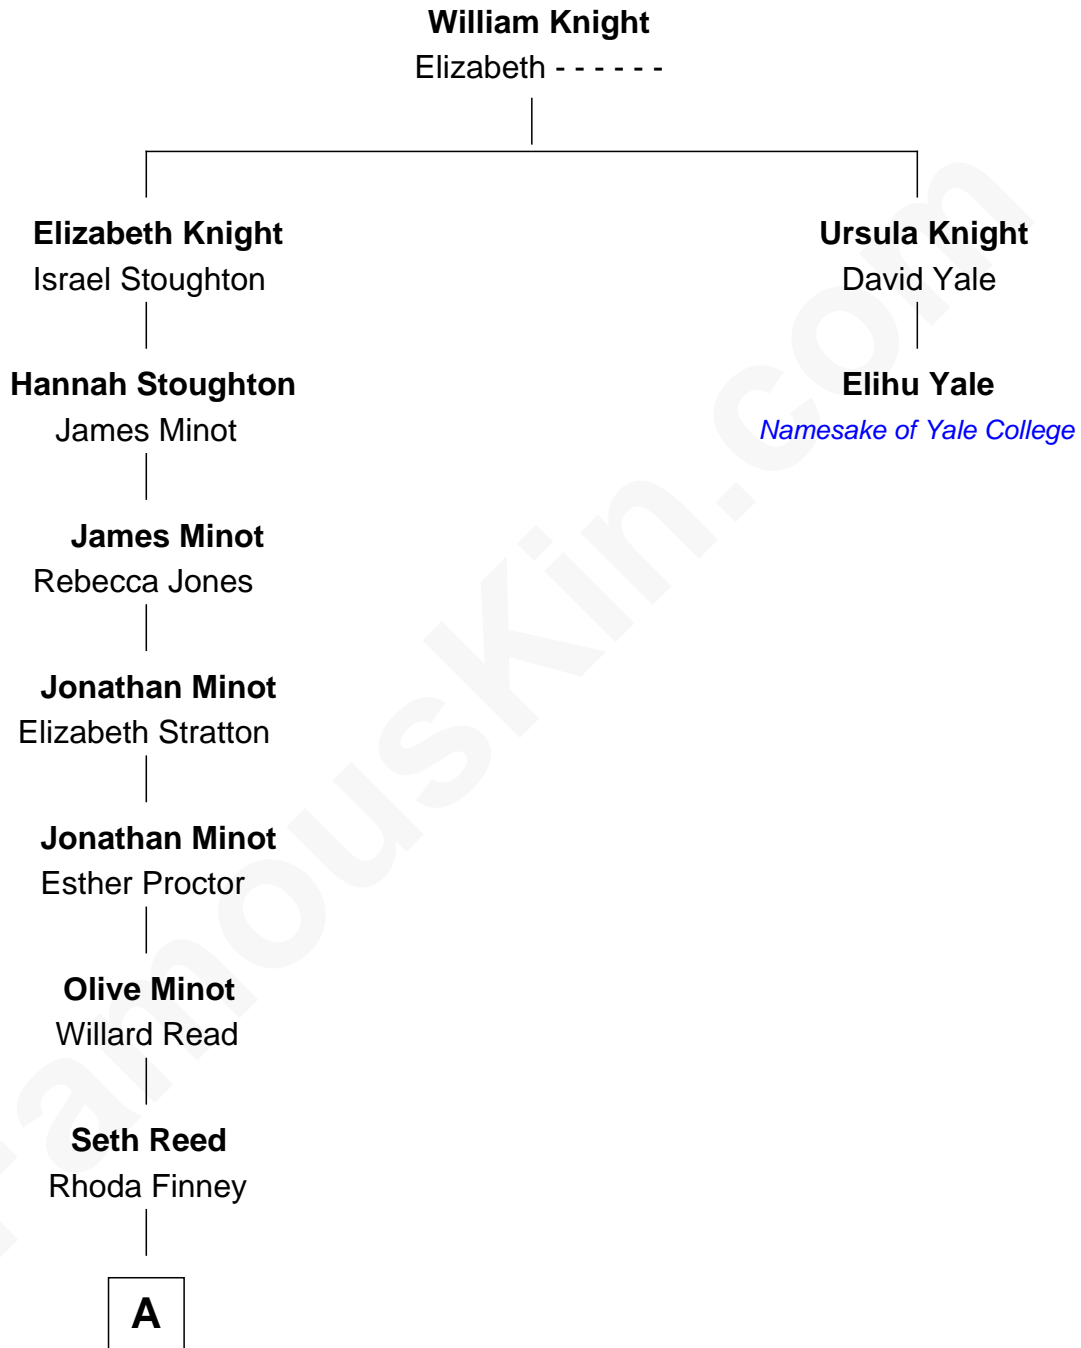 William Knight
Elizabeth - - - - - -
Elizabeth Knight
Israel Stoughton
Ursula Knight
David Yale
Hannah Stoughton
James Minot
Elihu Yale
Namesake of Yale College
James Minot
Rebecca Jones
Jonathan Minot
Elizabeth Stratton
Jonathan Minot
Esther Proctor
Olive Minot
Willard Read
Seth Reed
Rhoda Finney
A
FamousKin.com